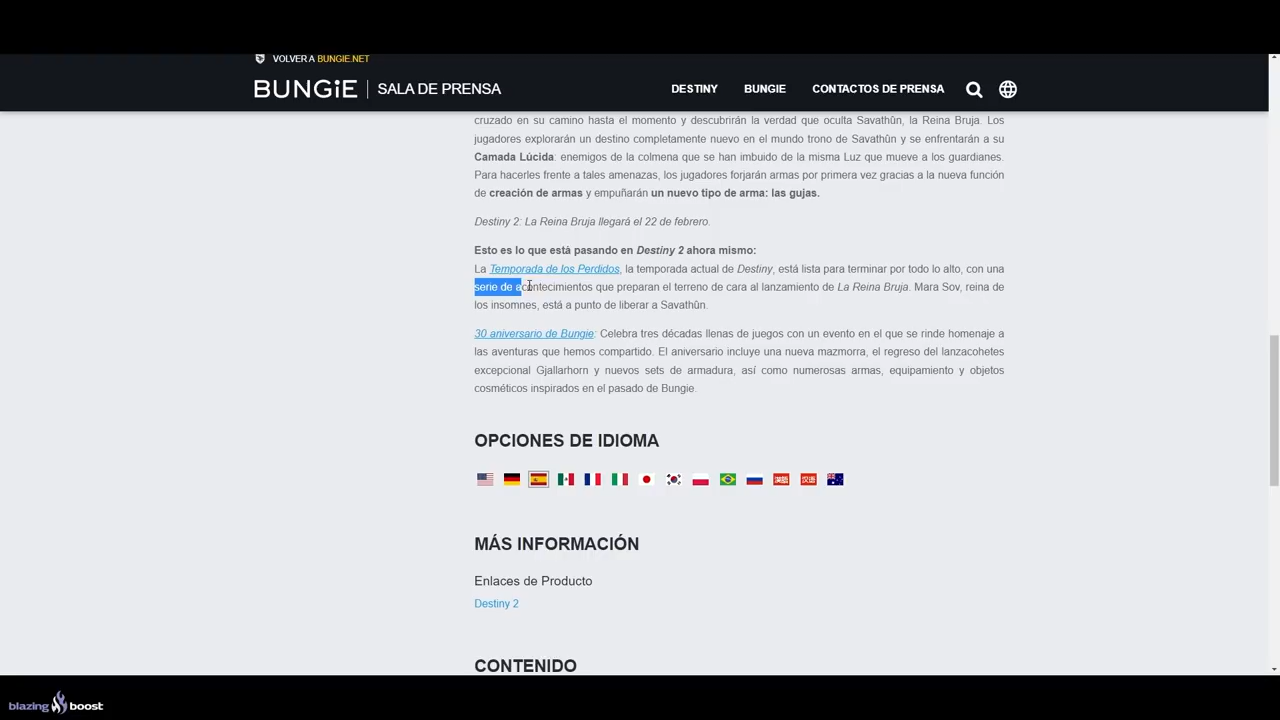 VOLVER A BUNGIE.NET
BUNGiE | SALA DE PRENSA
DESTINY BUNGIE CONTACTOS DE PRENSA
cruzado en su camino hasta el momento y descubrirán la verdad que oculta Savathûn, la Reina Bruja. Los
jugadores explorarán un destino completamente nuevo en el mundo trono de Savathûn y se enfrentarán a su
Camada Lúcida: enemigos de la colmena que se han imbuido de la misma Luz que mueve a los guardianes.
Para hacerles frente a tales amenazas, los jugadores forjarán armas por primera vez gracias a la nueva función
de creación de armas y empuñarán un nuevo tipo de arma: las gujas.
Destiny 2: La Reina Bruja llegará el 22 de febrero.
Esto es lo que está pasando en Destiny 2 ahora mismo:
La Temporada de los Perdidos, la temporada actual de Destiny, está lista para terminar por todo lo alto, con una
serie de acontecimientos que preparan el terreno de cara al lanzamiento de La Reina Bruja. Mara Sov, reina de
los insomnes, está a punto de liberar a Savathûn.
30 aniversario de Bungie: Celebra tres décadas llenas de juegos con un evento en el que se rinde homenaje a
las aventuras que hemos compartido. El aniversario incluye una nueva mazmorra, el regreso del lanzacohetes
excepcional Gjallarhorn y nuevos sets de armadura, así como numerosas armas, equipamiento y objetos
cosméticos inspirados en el pasado de Bungie.
OPCIONES DE IDIOMA
MÁS INFORMACIÓN
Enlaces de Producto
Destiny 2
CONTENIDO
blazing boost